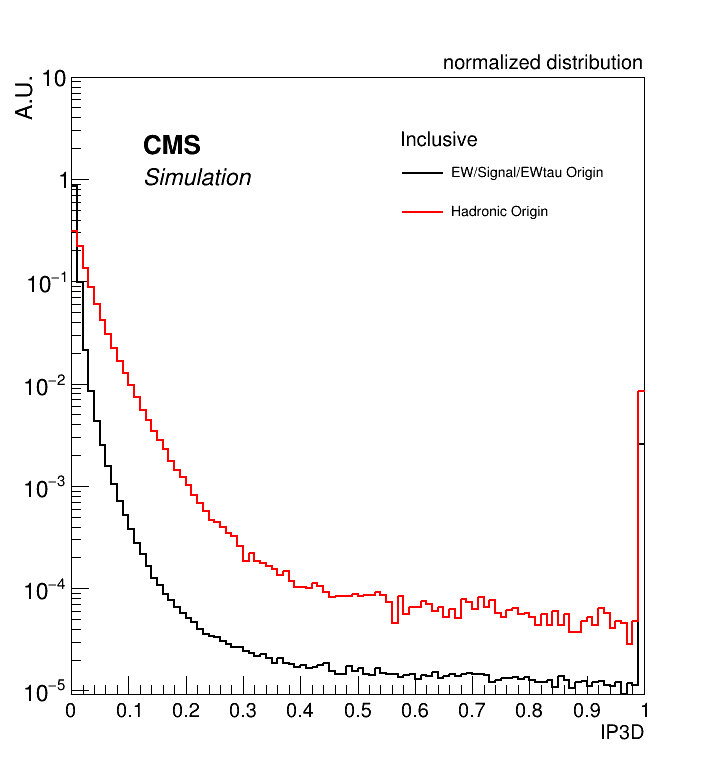 normalized distribution
A.U.
10
CMS
Simulation
Inclusive
EW/Signal/EWtau Origin
Hadronic Origin
1
10⁻¹
10⁻²
10⁻³
10⁻⁴
10⁻⁵
0 0.1 0.2 0.3 0.4 0.5 0.6 0.7 0.8 0.9 1
IP3D